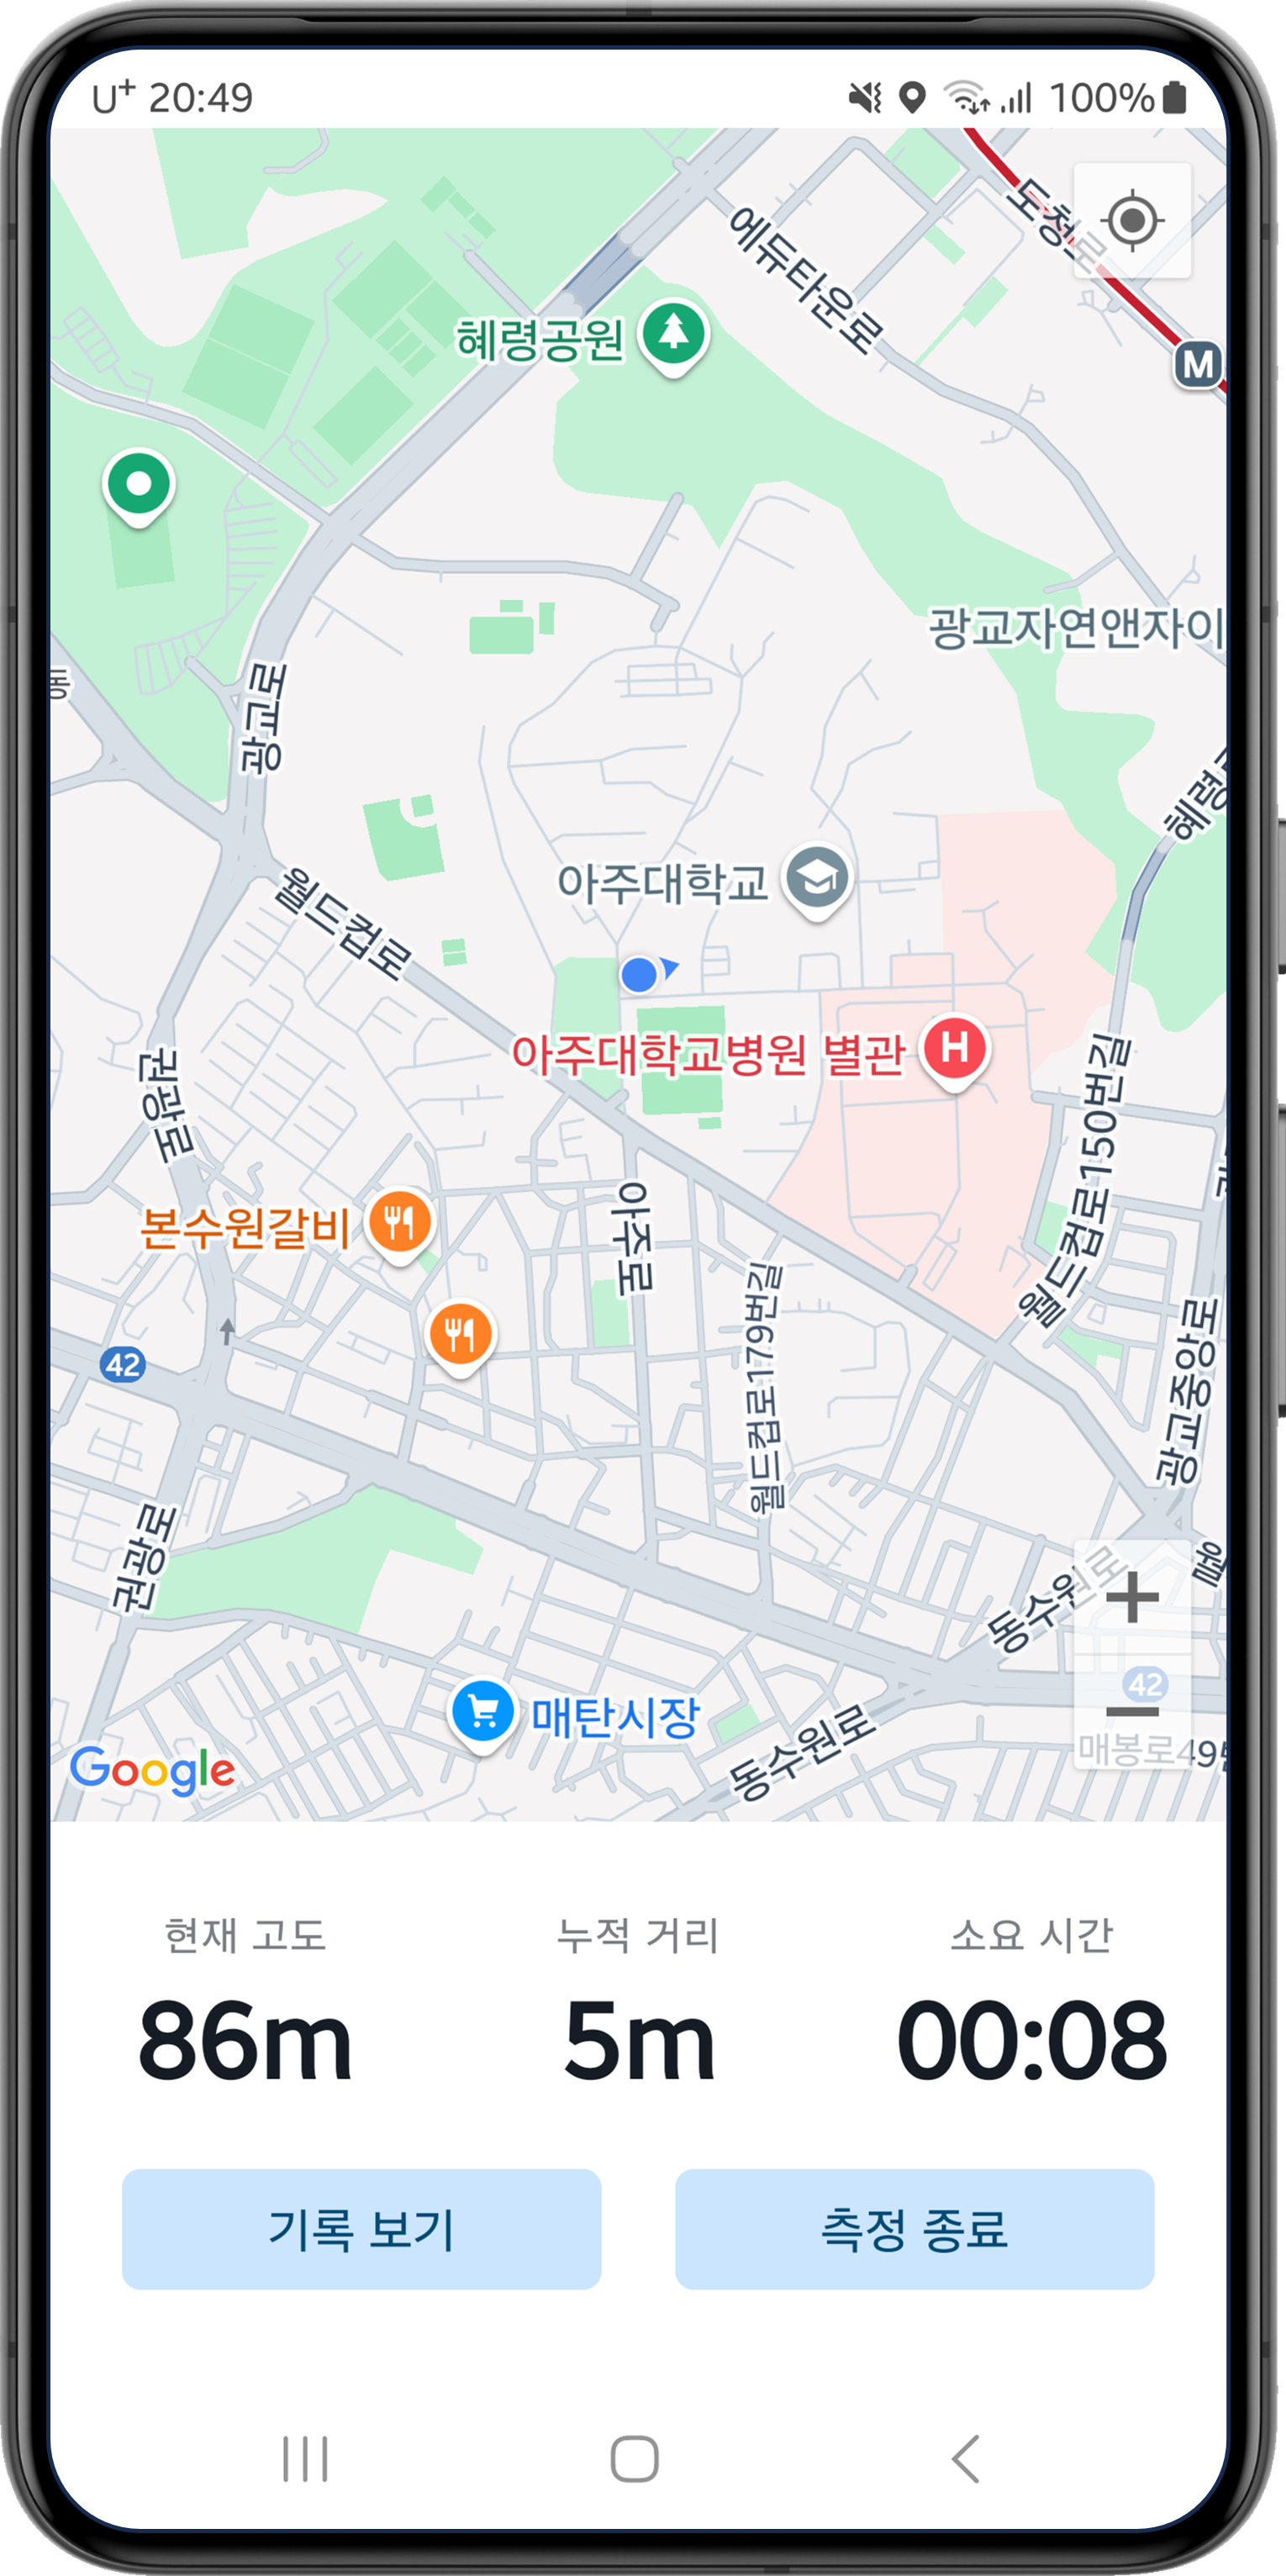 U+ 20:49
100%
도청로
에듀타운로
혜령공원
M
광교자연앤자이
동
광교로
혜령
아주대학교
월드컵로
아주대학교병원 별관
H
권광로
월드컵로150번길
본수원갈비
아주로
월드컵로179번길
광교중앙로
42
권광로
동수원로
42
매탄시장
동수원로
매봉로49번
Google
현재 고도
누적 거리
소요 시간
86m
5m
00:08
기록 보기
측정 종료